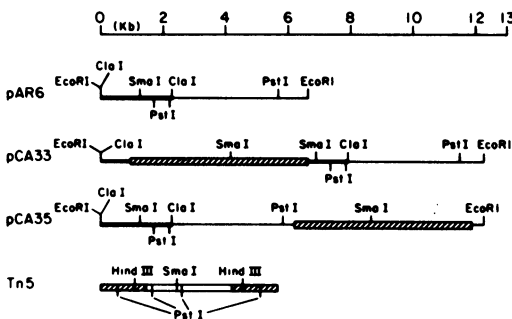 0 2 4 6 8 10 12 13
(Kb)
Cla I
EcoRI Sma I Cla I Pst I EcoRI
pAR6
Pst I
EcoRI Cla I Sma I Sma I Cla I Pst I EcoRI
pCA33
Pst I
Cla I
EcoRI Sma I Cla I Pst I Sma I EcoRI
pCA35
Pst I
Hind III Sma I Hind III
Tn5
Pst I